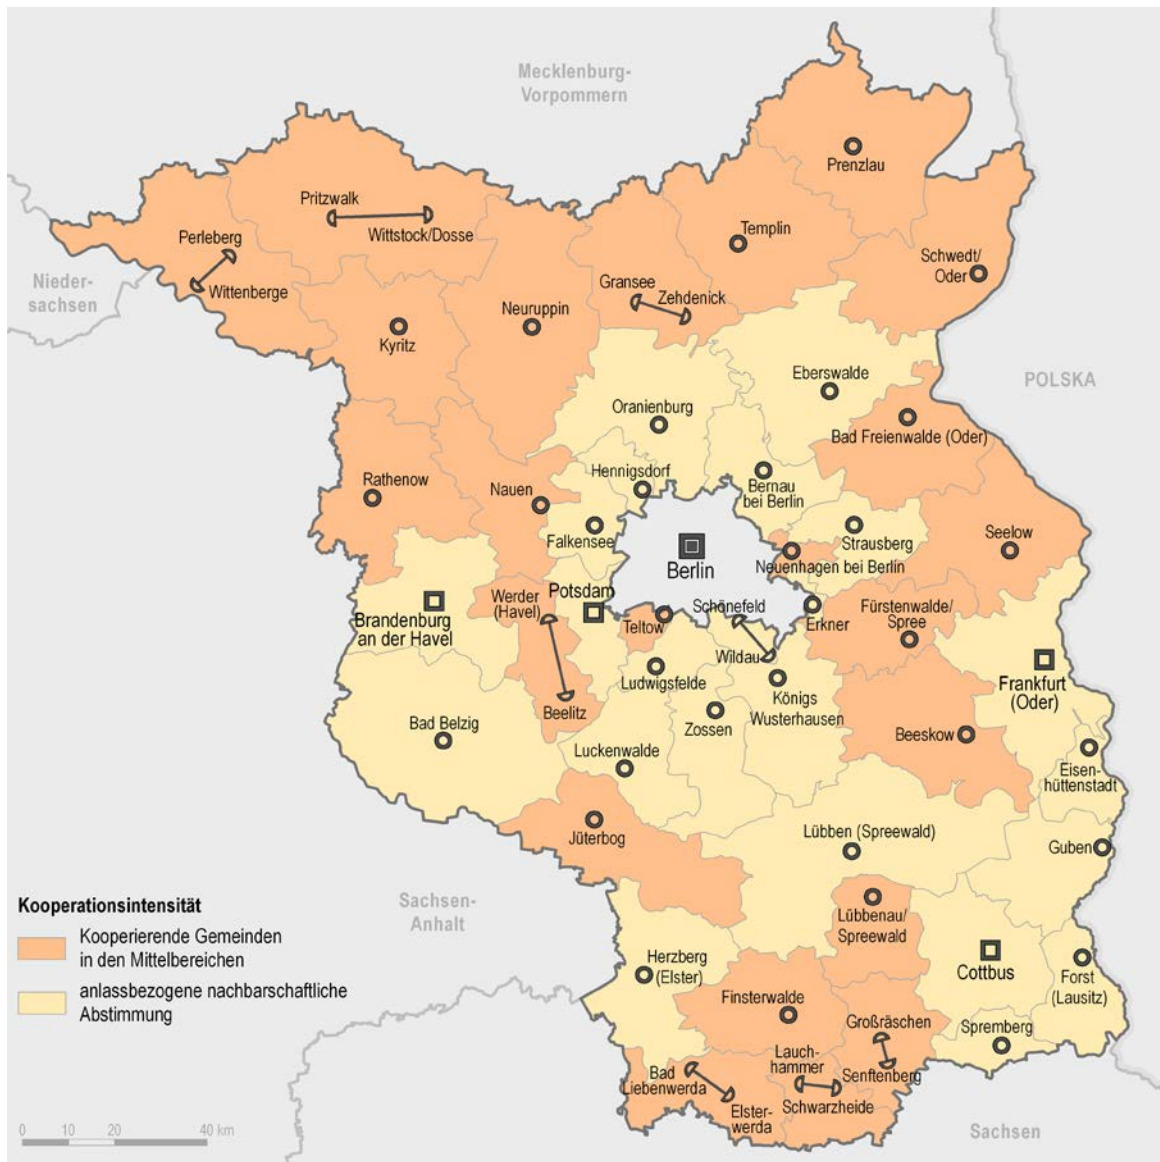 Mecklenburg-
Vorpommern
Prenzlau
Pritzwalk
Wittstock/Dosse
Templin
Perleberg
Schwedt/
Oder
Nieder-
sachsen
Wittenberge
Gransee
Zehdenick
Neuruppin
Kyritz
POLSKA
Eberswalde
Oranienburg
Bad Freienwalde (Oder)
Hennigsdorf
Rathenow
Nauen
Bernau
bei Berlin
Falkensee
Strausberg
Seelow
Berlin
Neuenhagen bei Berlin
Potsdam
Werder
(Havel)
Brandenburg
an der Havel
Schönefeld
Teltow
Erkner
Fürstenwalde/
Spree
Wildau
Ludwigsfelde
Frankfurt
(Oder)
Königs
Wusterhausen
Beelitz
Bad Belzig
Zossen
Beeskow
Luckenwalde
Eisen-
hüttenstadt
Jüterbog
Lübben (Spreewald)
Guben
Sachsen-
Anhalt
Lübbenau/
Spreewald
Kooperationsintensität
Kooperierende Gemeinden
in den Mittelbereichen
anlassbezogene nachbarschaftliche
Abstimmung
Herzberg
(Elster)
Cottbus
Forst
(Lausitz)
Finsterwalde
Großräschen
Spremberg
Lauch-
hammer
Bad
Liebenwerda
Senftenberg
Elster-
werda
Schwarzheide
0 10 20 40 km
Sachsen